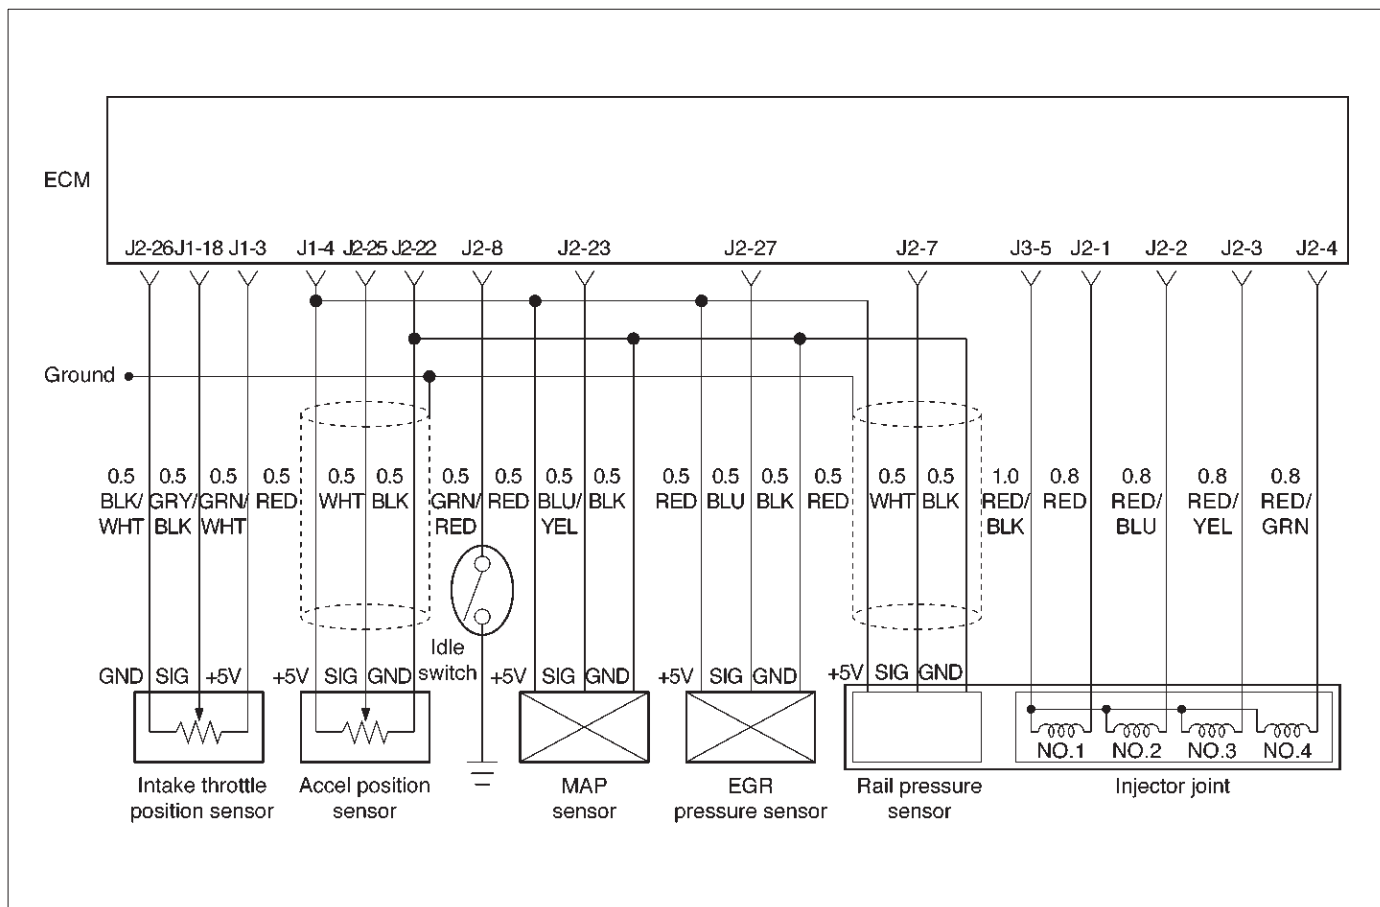 ECM
J2-26 J1-18 J1-3 J1-4 J2-25 J2-22 J2-8 J2-23 J2-27 J2-7 J3-5 J2-1 J2-2 J2-3 J2-4
Ground
0.5 0.5 0.5 0.5 0.5 0.5 0.5 0.5 0.5 0.5 0.5 0.5 0.5 0.5 0.5 0.5 1.0 0.8 0.8 0.8 0.8
BLK/ GRY/ GRN/ RED WHT BLK GRN/ RED BLU/ BLK RED BLU BLK RED WHT BLK RED/ RED RED/ RED/ RED/
WHT BLK WHT RED YEL BLK BLU YEL GRN
Idle
switch
GND SIG +5V +5V SIG GND +5V SIG GND +5V SIG GND +5V SIG GND
NO.1 NO.2 NO.3 NO.4
Intake throttle Accel position MAP EGR Rail pressure Injector joint
position sensor sensor sensor pressure sensor sensor